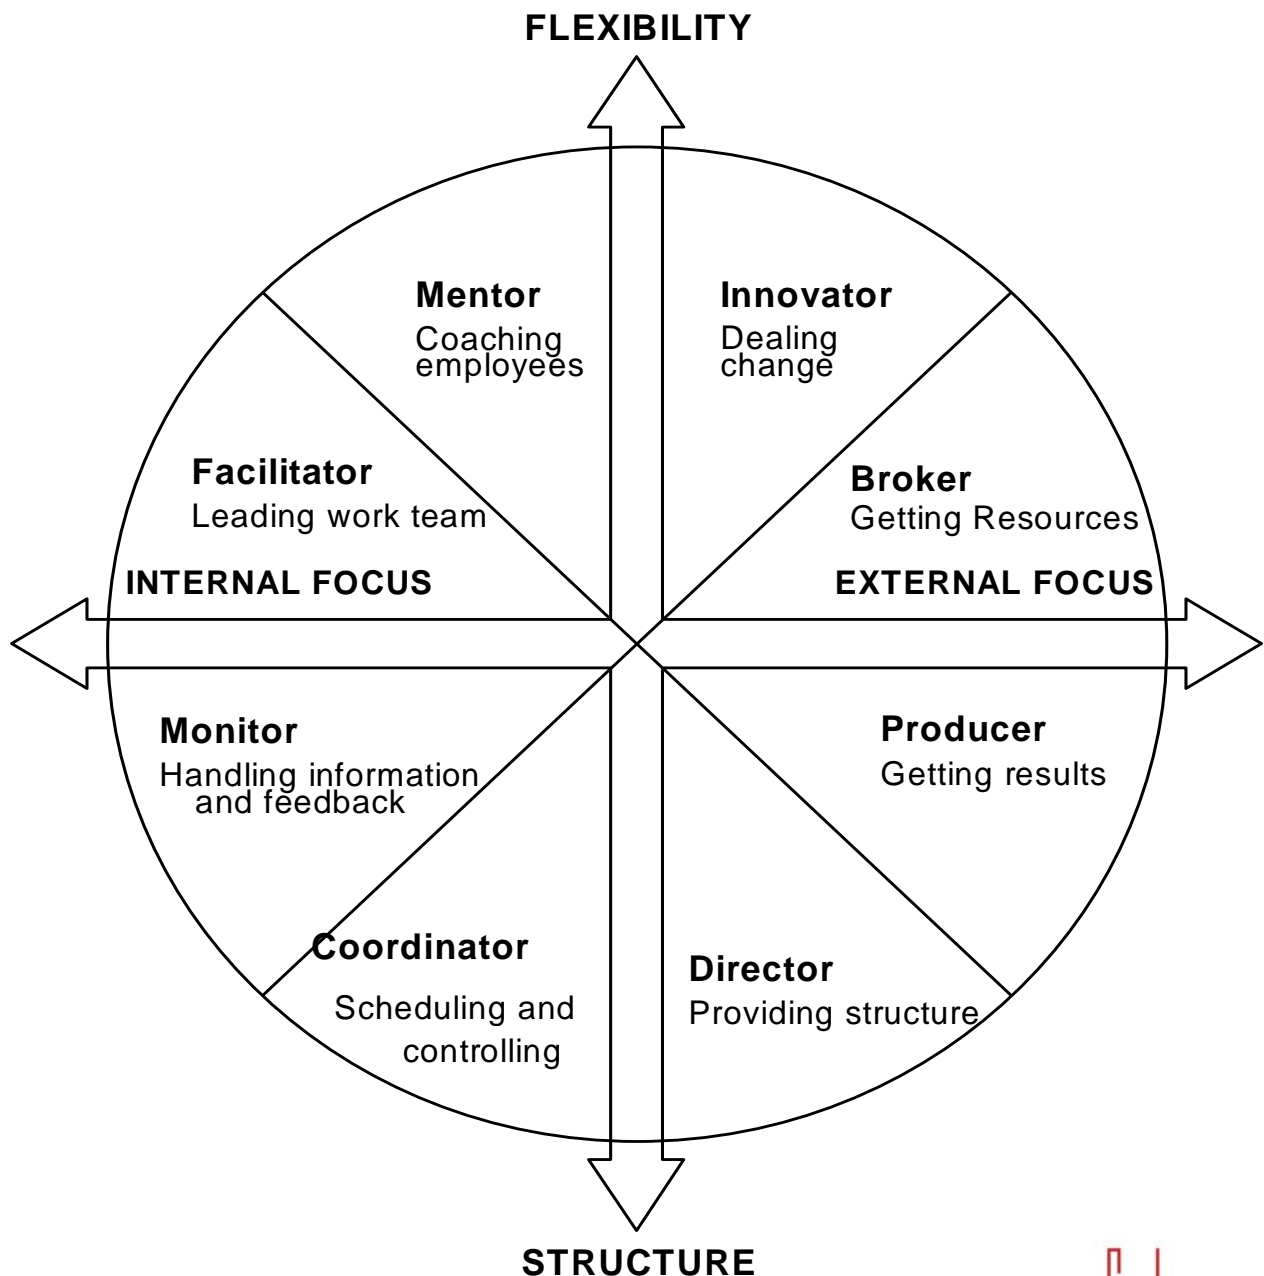 FLEXIBILITY
Mentor
Coaching
employees
Innovator
Dealing
change
Facilitator
Leading work team
Broker
Getting Resources
INTERNAL FOCUS
EXTERNAL FOCUS
Monitor
Handling information
and feedback
Producer
Getting results
Coordinator
Scheduling and
controlling
Director
Providing structure
STRUCTURE